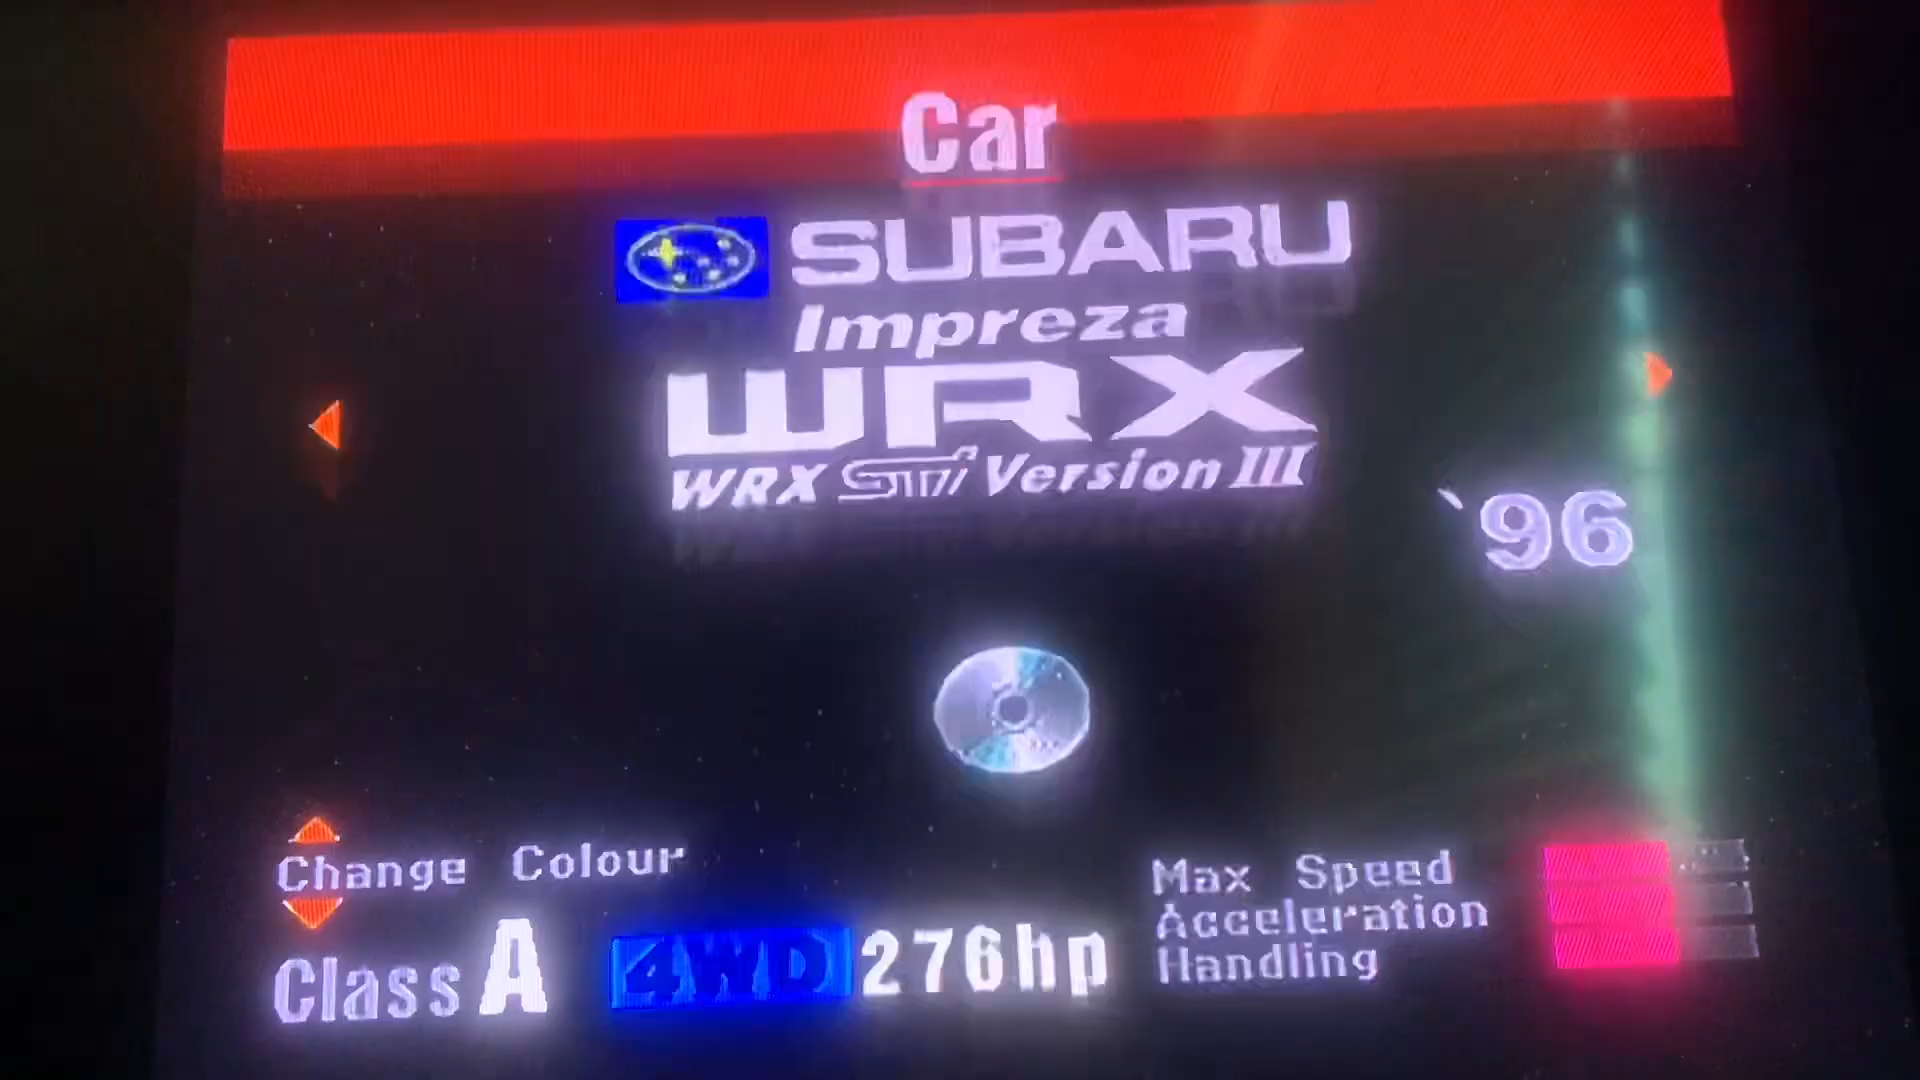 Car
SUBARU
Impreza
WRX
WRX STi Version III
`96
Change Colour
Max Speed
Acceleration
Handling
Class A 4WD 276hp